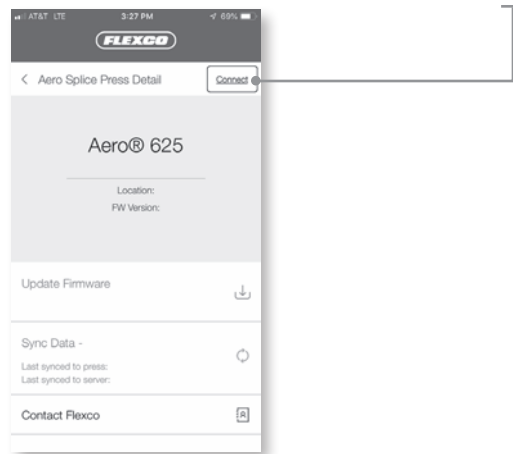 AT&T LTE 3:27 PM 69%
FLEXCO
Aero Splice Press Detail Connect
Aero® 625
Location:
FW Version:
Update Firmware
Sync Data -
Last synced to press:
Last synced to server:
Contact Flexco